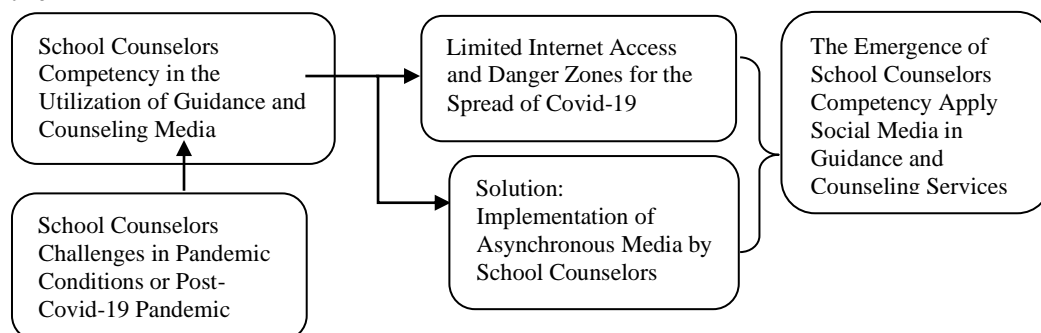 School Counselors
Competency in the
Utilization of Guidance and
Counseling Media
School Counselors
Challenges in Pandemic
Conditions or Post-
Covid-19 Pandemic
Limited Internet Access
and Danger Zones for the
Spread of Covid-19
Solution:
Implementation of
Asynchronous Media by
School Counselors
The Emergence of
School Counselors
Competency Apply
Social Media in
Guidance and
Counseling Services